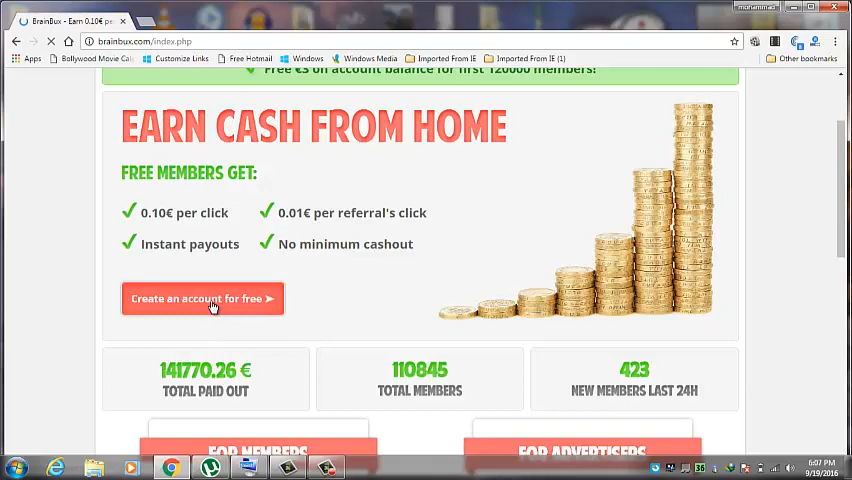 mohammad
BrainBux — Earn 0.10€ pe
brainbux.com/index.php
Apps Bollywood Movie Cal Customize Links Free Hotmail Windows Windows Media Imported From IE Imported From IE (1) Other bookmarks
Free €3 on account balance for first 120000 members!
EARN CASH FROM HOME
FREE MEMBERS GET:
0.10€ per click 0.01€ per referral's click
Instant payouts No minimum cashout
Create an account for free ➤
141770.26 € 110845 423
TOTAL PAID OUT TOTAL MEMBERS NEW MEMBERS LAST 24H
FOR MEMBERS FOR ADVERTISERS
36
6:07 PM
9/19/2016